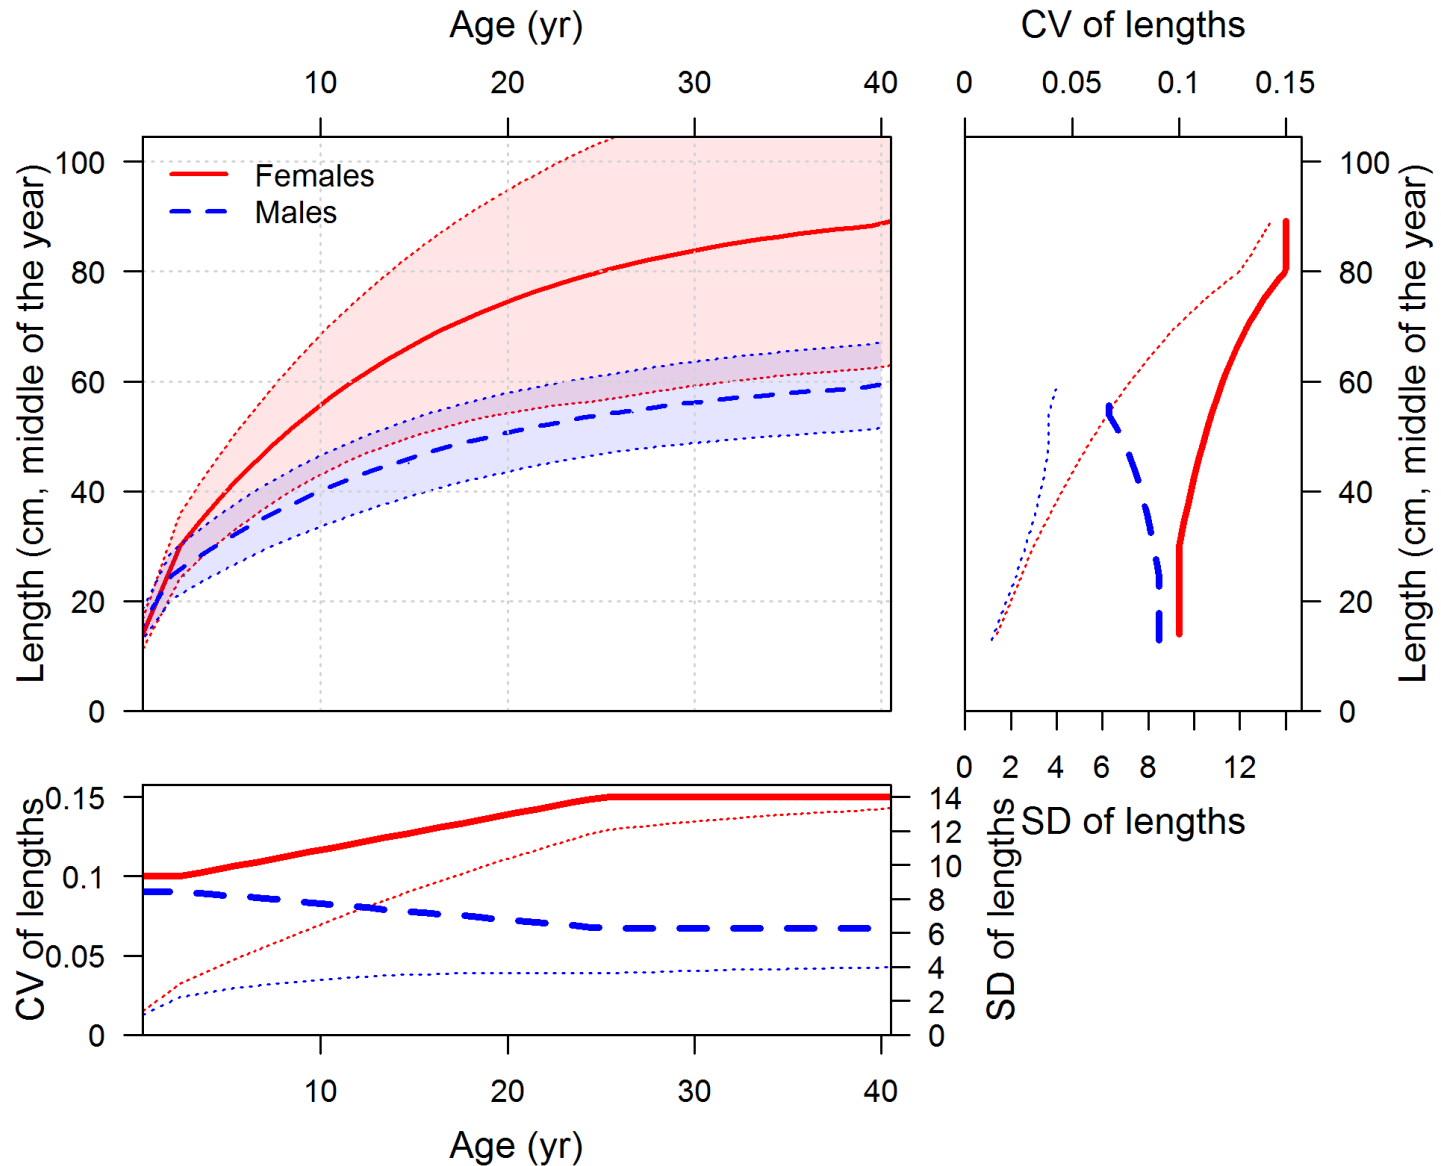 Age (yr)
CV of lengths
10 20 30 40
0 0.05 0.1 0.15
Length (cm, middle of the year)
100
80
60
40
20
0
Females
Males
100
80
60
40
20
0
Length (cm, middle of the year)
0 2 4 6 8 12
SD of lengths
CV of lengths
0.15
0.1
0.05
0
14
12
10
8
6
4
2
0
SD of lengths
10 20 30 40
Age (yr)